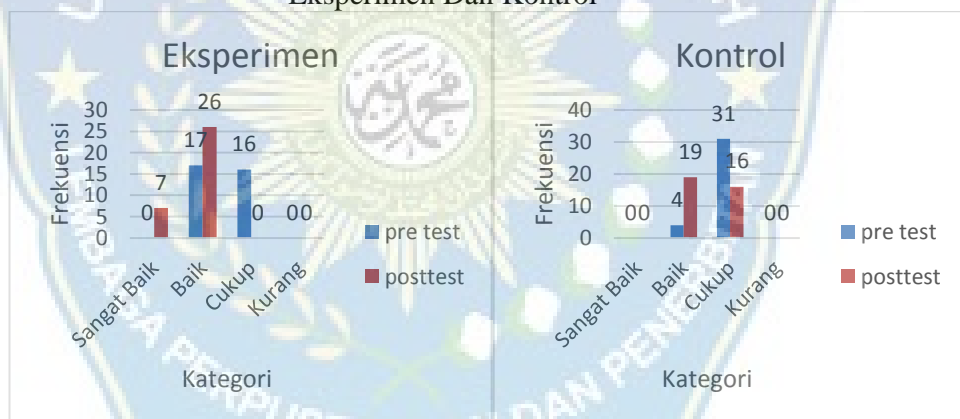 Eksperimen Dan Kontrol
Eksperimen
Frekuensi
30
25
20
15
10
5
0
0
7
17
26
16
0
00
Sangat Baik
Baik
Cukup
Kurang
Kategori
pre test
posttest
Kontrol
Frekuensi
40
30
20
10
0
00
4
19
31
16
00
Sangat Baik
Baik
Cukup
Kurang
Kategori
pre test
posttest